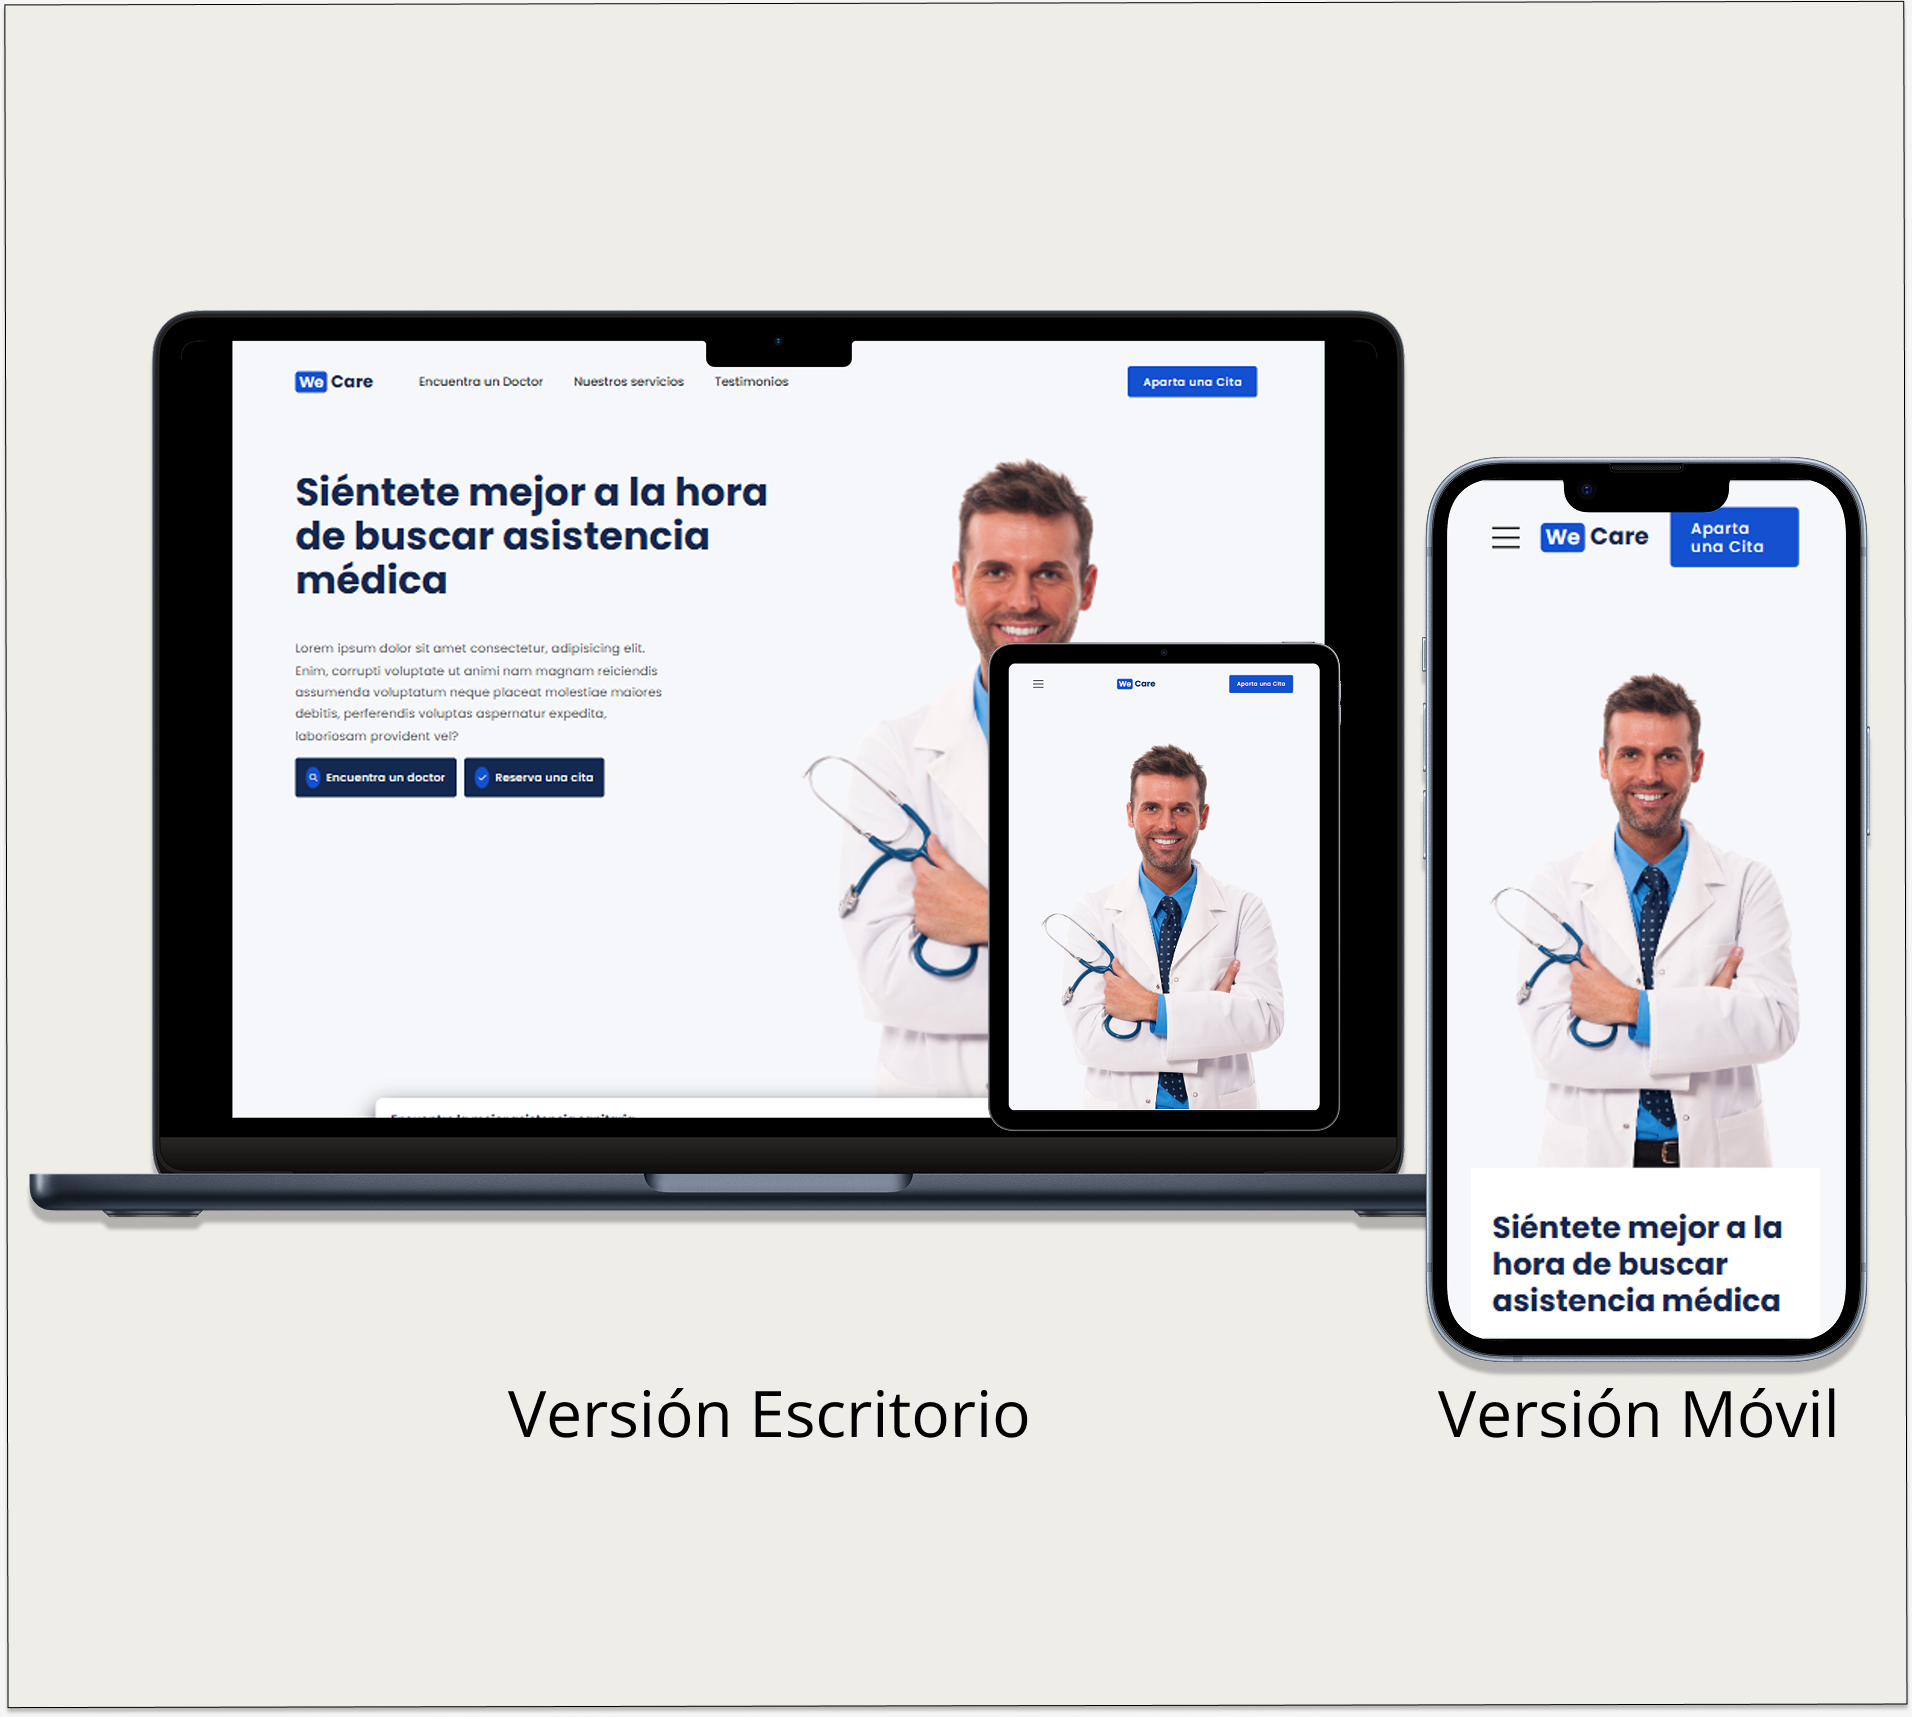 We Care
Encuentra un Doctor
Nuestros servicios
Testimonios
Aparta una Cita
Siéntete mejor a la hora
de buscar asistencia
médica
Lorem ipsum dolor sit amet consectetur, adipisicing elit.
Enim, corrupti voluptate ut animi nam magnam reiciendis
assumenda voluptatum neque placeat molestiae maiores
debitis, perferendis voluptas aspernatur expedita,
laboriosam provident vel?
Encuentra un doctor
Reserva una cita
We Care
Aparta una Cita
We Care
Aparta
una Cita
Siéntete mejor a la
hora de buscar
asistencia médica
Versión Escritorio
Versión Móvil